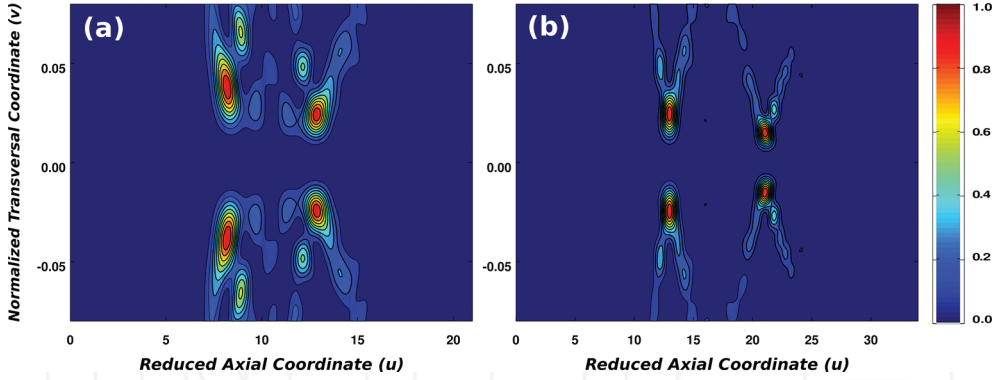 Normalized Transversal Coordinate (v)
(a)
0.05
0.00
-0.05
0 5 10 15 20
Reduced Axial Coordinate (u)
(b)
0.05
0.00
-0.05
0 5 10 15 20 25 30
Reduced Axial Coordinate (u)
1.0
0.8
0.6
0.4
0.2
0.0